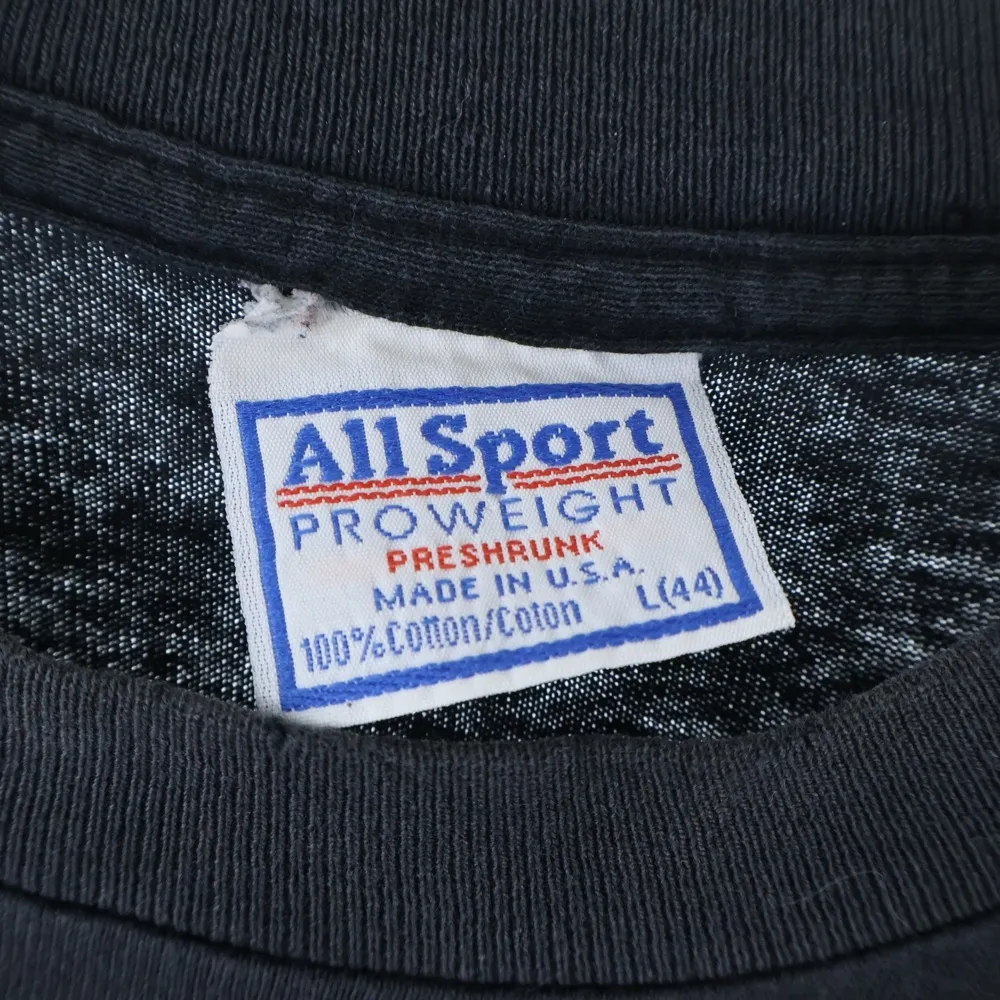 All Sport
PROWEIGHT
PRESHRUNK
MADE IN U.S.A.
100% Cotton/Coton L(44)